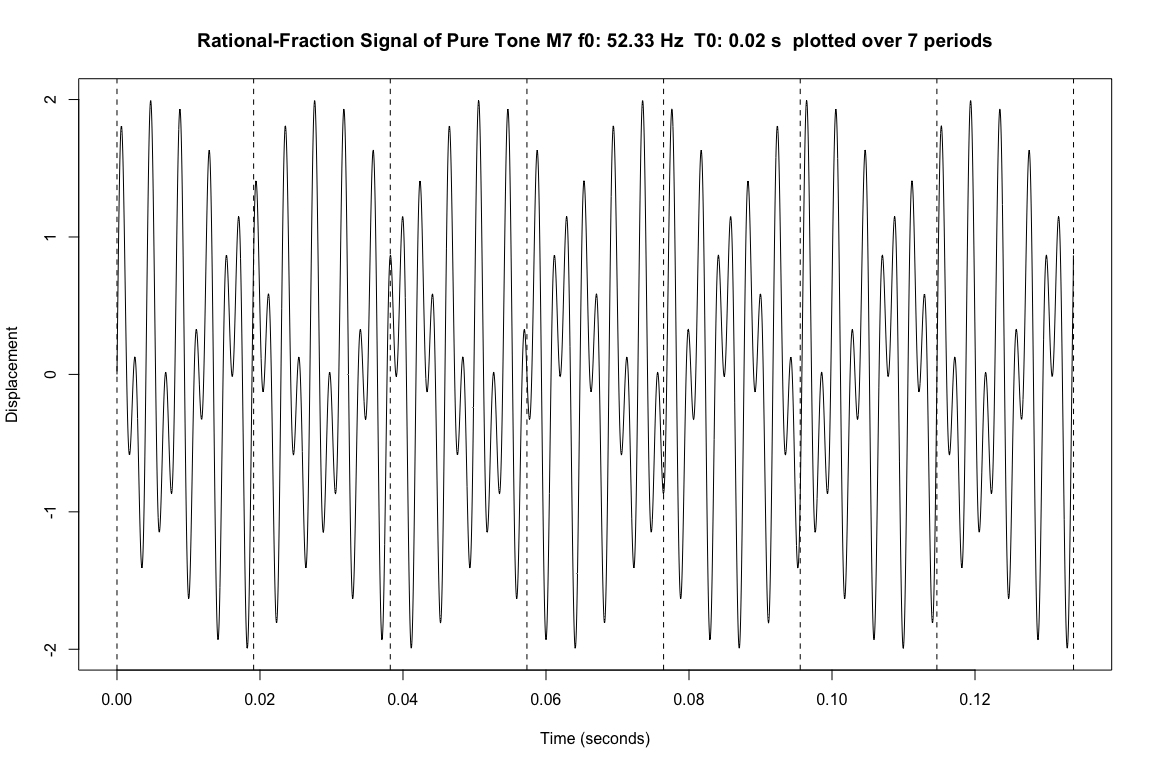 Rational-Fraction Signal of Pure Tone M7 f0: 52.33 Hz  T0: 0.02 s  plotted over 7 periods
2
1
0
-1
-2
Displacement
0.00 0.02 0.04 0.06 0.08 0.10 0.12
Time (seconds)